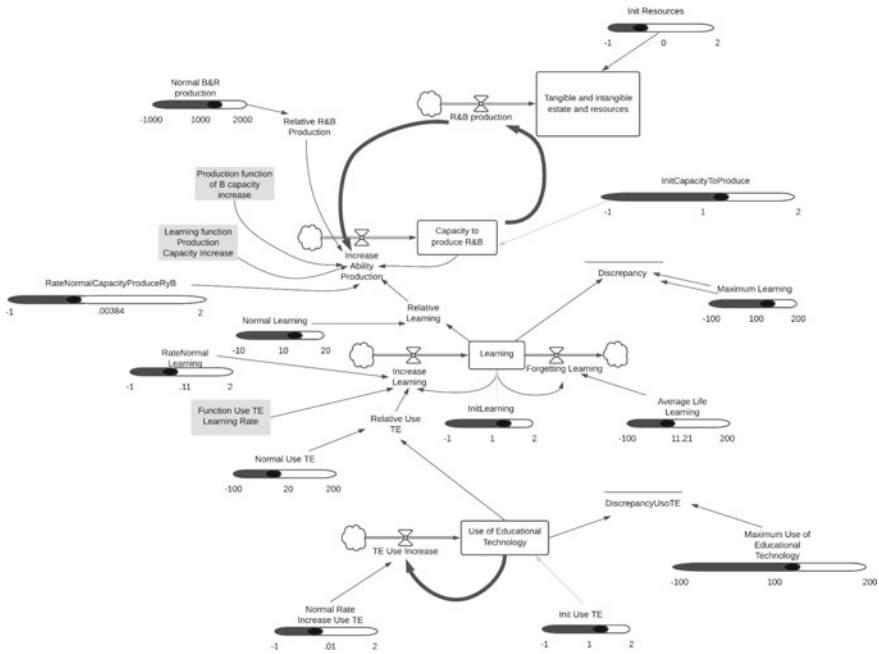 Init Resources
-1 0 2
Normal B&R
production
-1000 1000 2000
Relative R&B
Production
R&B production
Tangible and intangible
estate and resources
Production function
of B capacity
increase
InitCapacityToProduce
-1 1 2
Learning function
Production
Capacity Increase
Capacity to
produce R&B
Increase
Ability
Production
RateNormalCapacityProduceRyB
-1 .00384 2
Discrepancy
Maximum Learning
-100 100 200
Relative
Learning
Normal Learning
-10 10 20
RateNormal
Learning
-1 .11 2
Learning
Increase
Learning
Forgetting Learning
Function Use TE
Learning Rate
InitLearning
-1 1 2
Average Life
Learning
-100 11.21 200
Relative Use
TE
Normal Use TE
-100 20 200
DiscrepancyUsoTE
Use of Educational
Technology
TE Use Increase
Maximum Use of
Educational
Technology
-100 100 200
Normal Rate
Increase Use TE
-1 .01 2
Init Use TE
-1 1 2